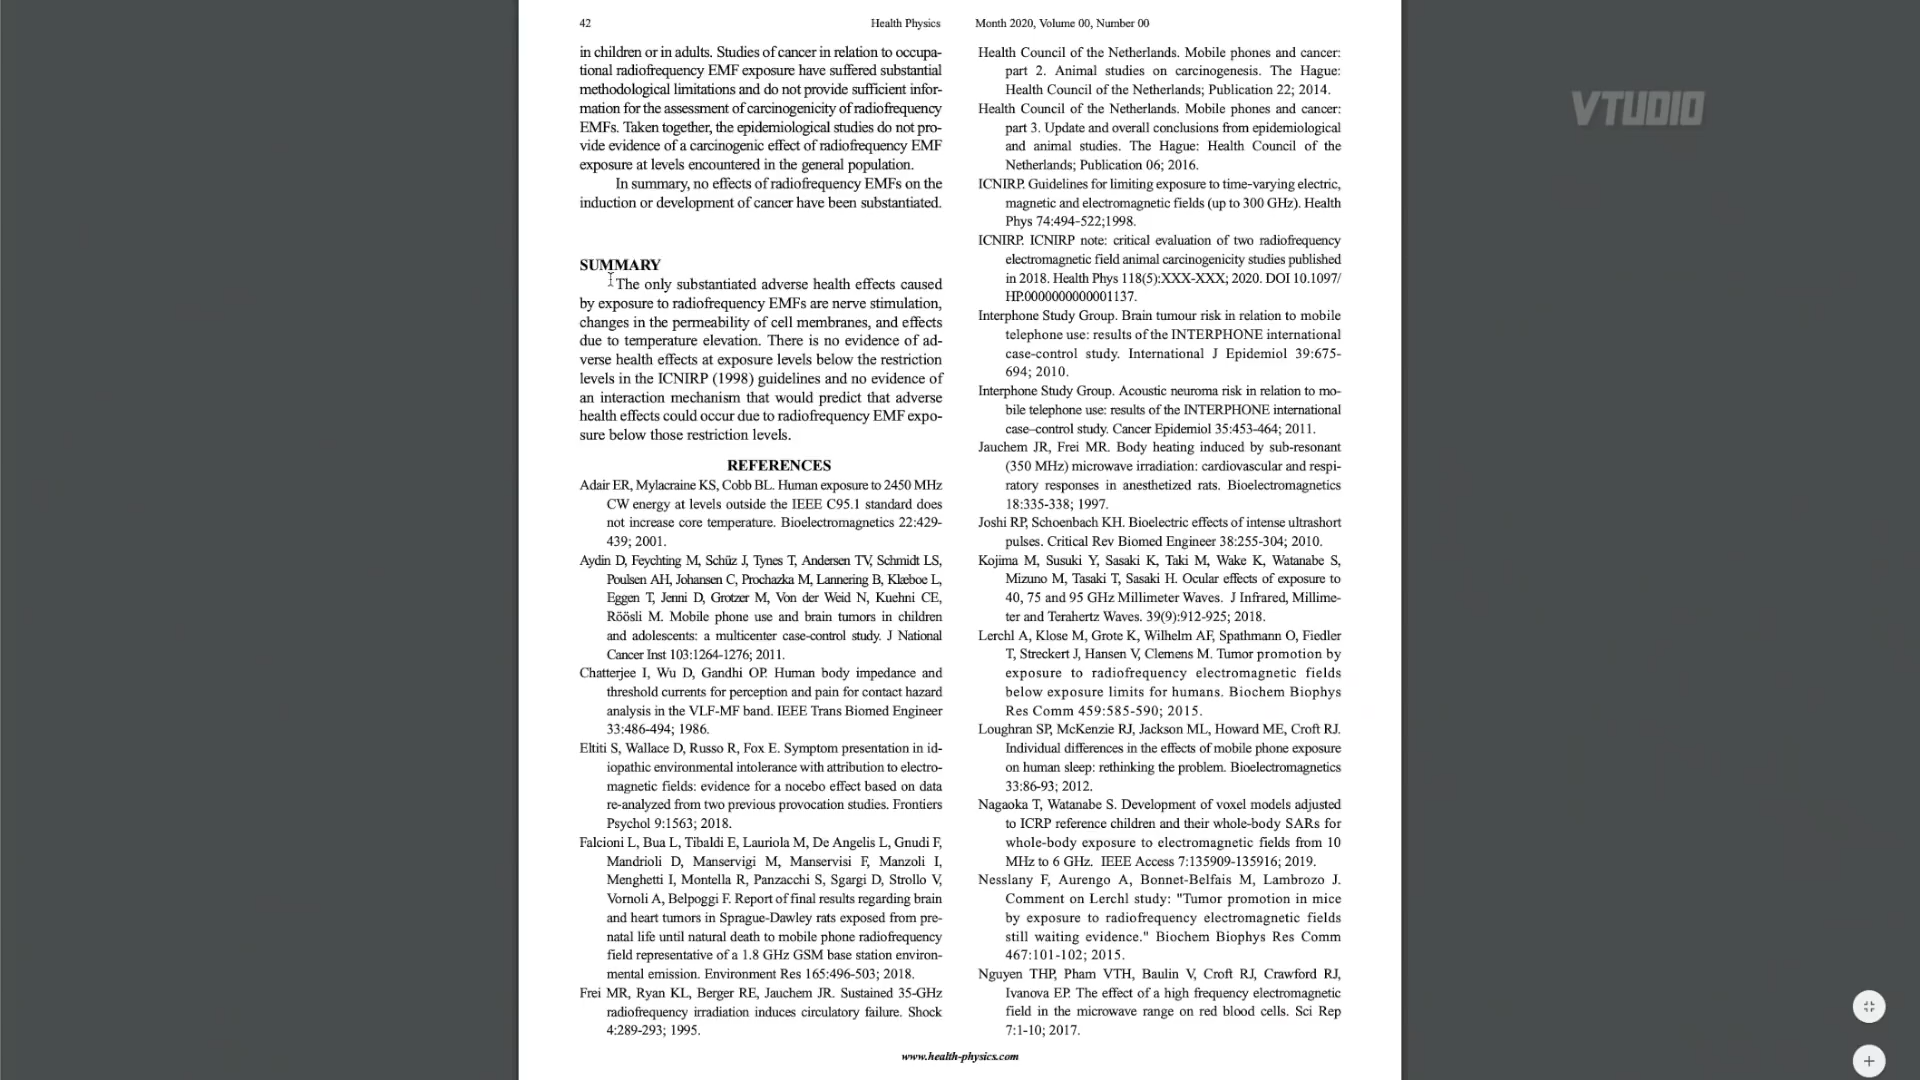 42
Health Physics
Month 2020, Volume 00, Number 00
in children or in adults. Studies of cancer in relation to occupa-
tional radiofrequency EMF exposure have suffered substantial
methodological limitations and do not provide sufficient infor-
mation for the assessment of carcinogenicity of radiofrequency
EMFs. Taken together, the epidemiological studies do not pro-
vide evidence of a carcinogenic effect of radiofrequency EMF
exposure at levels encountered in the general population.
In summary, no effects of radiofrequency EMFs on the
induction or development of cancer have been substantiated.
SUMMARY
The only substantiated adverse health effects caused
by exposure to radiofrequency EMFs are nerve stimulation,
changes in the permeability of cell membranes, and effects
due to temperature elevation. There is no evidence of ad-
verse health effects at exposure levels below the restriction
levels in the ICNIRP (1998) guidelines and no evidence of
an interaction mechanism that would predict that adverse
health effects could occur due to radiofrequency EMF expo-
sure below those restriction levels.
REFERENCES
Adair ER, Mylacraine KS, Cobb BL. Human exposure to 2450 MHz
CW energy at levels outside the IEEE C95.1 standard does
not increase core temperature. Bioelectromagnetics 22:429-
439; 2001.
Aydin D, Feychting M, Schüz J, Tynes T, Andersen TV, Schmidt LS,
Poulsen AH, Johansen C, Prochazka M, Lannering B, Klæboe L,
Eggen T, Jenni D, Grotzer M, Von der Weid N, Kuehni CE,
Röösli M. Mobile phone use and brain tumors in children
and adolescents: a multicenter case-control study. J National
Cancer Inst 103:1264-1276; 2011.
Chatterjee I, Wu D, Gandhi OP. Human body impedance and
threshold currents for perception and pain for contact hazard
analysis in the VLF-MF band. IEEE Trans Biomed Engineer
33:486-494; 1986.
Eltiti S, Wallace D, Russo R, Fox E. Symptom presentation in id-
iopathic environmental intolerance with attribution to electro-
magnetic fields: evidence for a nocebo effect based on data
re-analyzed from two previous provocation studies. Frontiers
Psychol 9:1563; 2018.
Falcioni L, Bua L, Tibaldi E, Lauriola M, De Angelis L, Gnudi F,
Mandrioli D, Manservigi M, Manservisi F, Manzoli I,
Menghetti I, Montella R, Panzacchi S, Sgargi D, Strollo V,
Vornoli A, Belpoggi F. Report of final results regarding brain
and heart tumors in Sprague-Dawley rats exposed from pre-
natal life until natural death to mobile phone radiofrequency
field representative of a 1.8 GHz GSM base station environ-
mental emission. Environment Res 165:496-503; 2018.
Frei MR, Ryan KL, Berger RE, Jauchem JR. Sustained 35-GHz
radiofrequency irradiation induces circulatory failure. Shock
4:289-293; 1995.
Health Council of the Netherlands. Mobile phones and cancer:
part 2. Animal studies on carcinogenesis. The Hague:
Health Council of the Netherlands; Publication 22; 2014.
Health Council of the Netherlands. Mobile phones and cancer:
part 3. Update and overall conclusions from epidemiological
and animal studies. The Hague: Health Council of the
Netherlands; Publication 06; 2016.
ICNIRP. Guidelines for limiting exposure to time-varying electric,
magnetic and electromagnetic fields (up to 300 GHz). Health
Phys 74:494-522;1998.
ICNIRP. ICNIRP note: critical evaluation of two radiofrequency
electromagnetic field animal carcinogenicity studies published
in 2018. Health Phys 118(5):XXX-XXX; 2020. DOI 10.1097/
HP.0000000000001137.
Interphone Study Group. Brain tumour risk in relation to mobile
telephone use: results of the INTERPHONE international
case-control study. International J Epidemiol 39:675-
694; 2010.
Interphone Study Group. Acoustic neuroma risk in relation to mo-
bile telephone use: results of the INTERPHONE international
case–control study. Cancer Epidemiol 35:453-464; 2011.
Jauchem JR, Frei MR. Body heating induced by sub-resonant
(350 MHz) microwave irradiation: cardiovascular and respi-
ratory responses in anesthetized rats. Bioelectromagnetics
18:335-338; 1997.
Joshi RP, Schoenbach KH. Bioelectric effects of intense ultrashort
pulses. Critical Rev Biomed Engineer 38:255-304; 2010.
Kojima M, Susuki Y, Sasaki K, Taki M, Wake K, Watanabe S,
Mizuno M, Tasaki T, Sasaki H. Ocular effects of exposure to
40, 75 and 95 GHz Millimeter Waves. J Infrared, Millime-
ter and Terahertz Waves. 39(9):912-925; 2018.
Lerchl A, Klose M, Grote K, Wilhelm AF, Spathmann O, Fiedler
T, Streckert J, Hansen V, Clemens M. Tumor promotion by
exposure to radiofrequency electromagnetic fields
below exposure limits for humans. Biochem Biophys
Res Comm 459:585-590; 2015.
Loughran SP, McKenzie RJ, Jackson ML, Howard ME, Croft RJ.
Individual differences in the effects of mobile phone exposure
on human sleep: rethinking the problem. Bioelectromagnetics
33:86-93; 2012.
Nagaoka T, Watanabe S. Development of voxel models adjusted
to ICRP reference children and their whole-body SARs for
whole-body exposure to electromagnetic fields from 10
MHz to 6 GHz. IEEE Access 7:135909-135916; 2019.
Nesslany F, Aurengo A, Bonnet-Belfais M, Lambrozo J.
Comment on Lerchl study: "Tumor promotion in mice
by exposure to radiofrequency electromagnetic fields
still waiting evidence." Biochem Biophys Res Comm
467:101-102; 2015.
Nguyen THP, Pham VTH, Baulin V, Croft RJ, Crawford RJ,
Ivanova EP. The effect of a high frequency electromagnetic
field in the microwave range on red blood cells. Sci Rep
7:1-10; 2017.
www.health-physics.com
VTUDIO